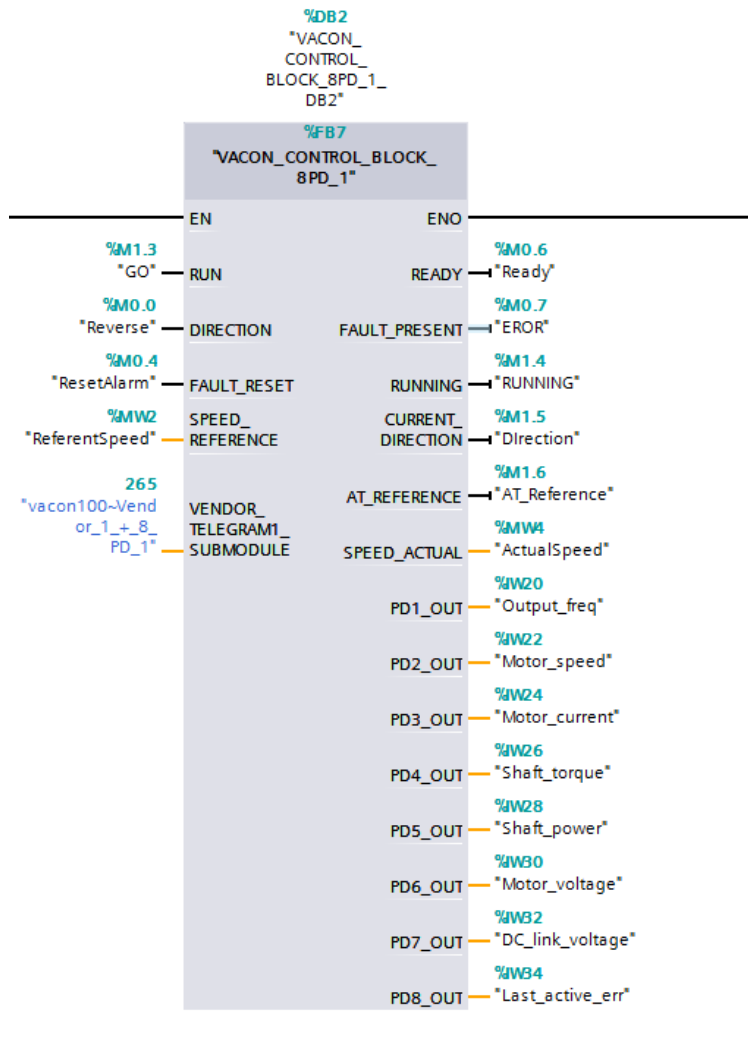 %DB2
"VACON_
CONTROL_
BLOCK_8PD_1_
DB2"
%FB7
"VACON_CONTROL_BLOCK_
8PD_1"
EN
ENO
%M1.3
"GO"
RUN
READY
%M0.6
"Ready"
%M0.0
"Reverse"
DIRECTION
FAULT_PRESENT
%M0.7
"EROR"
%M0.4
"ResetAlarm"
FAULT_RESET
RUNNING
%M1.4
"RUNNING"
%MW2
"ReferentSpeed"
SPEED_
REFERENCE
CURRENT_
DIRECTION
%M1.5
"DIrection"
265
"vacon100~Vend
or_1_+_8_
PD_1"
VENDOR_
TELEGRAM1_
SUBMODULE
AT_REFERENCE
%M1.6
"AT_Reference"
SPEED_ACTUAL
%MW4
"ActualSpeed"
PD1_OUT
%IW20
"Output_freq"
PD2_OUT
%IW22
"Motor_speed"
PD3_OUT
%IW24
"Motor_current"
PD4_OUT
%IW26
"Shaft_torque"
PD5_OUT
%IW28
"Shaft_power"
PD6_OUT
%IW30
"Motor_voltage"
PD7_OUT
%IW32
"DC_link_voltage"
PD8_OUT
%IW34
"Last_active_err"